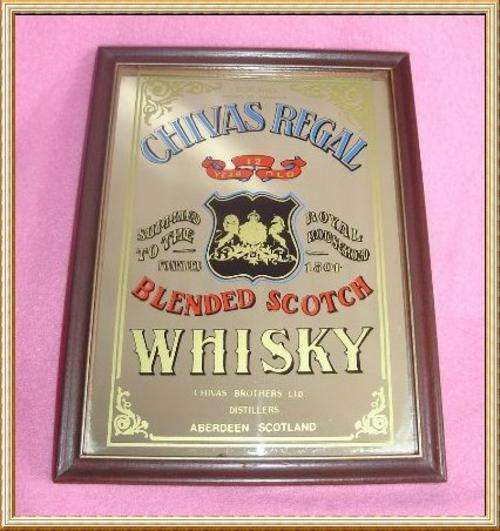 CHIVAS REGAL
12
YEAR OLD
SUPPLIED ROYAL
TO THE HOUSEHOLD
FOUNDED 1801
BLENDED SCOTCH
WHISKY
CHIVAS BROTHERS LTD
DISTILLERS
ABERDEEN SCOTLAND